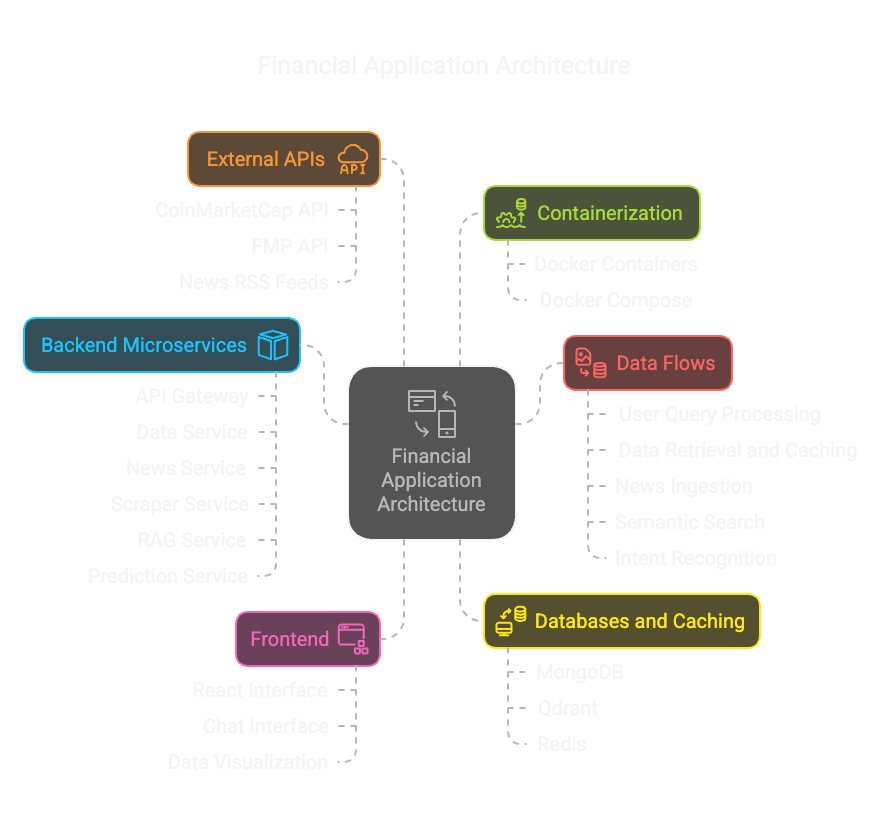 Financial Application Architecture
External APIs
API
CoinMarketCap API
FMP API
News RSS Feeds
Containerization
Docker Containers
Docker Compose
Backend Microservices
API Gateway
Data Service
News Service
Scraper Service
RAG Service
Prediction Service
Data Flows
User Query Processing
Data Retrieval and Caching
News Ingestion
Semantic Search
Intent Recognition
Financial
Application
Architecture
Frontend
React Interface
Chat Interface
Data Visualization
Databases and Caching
MongoDB
Qdrant
Redis